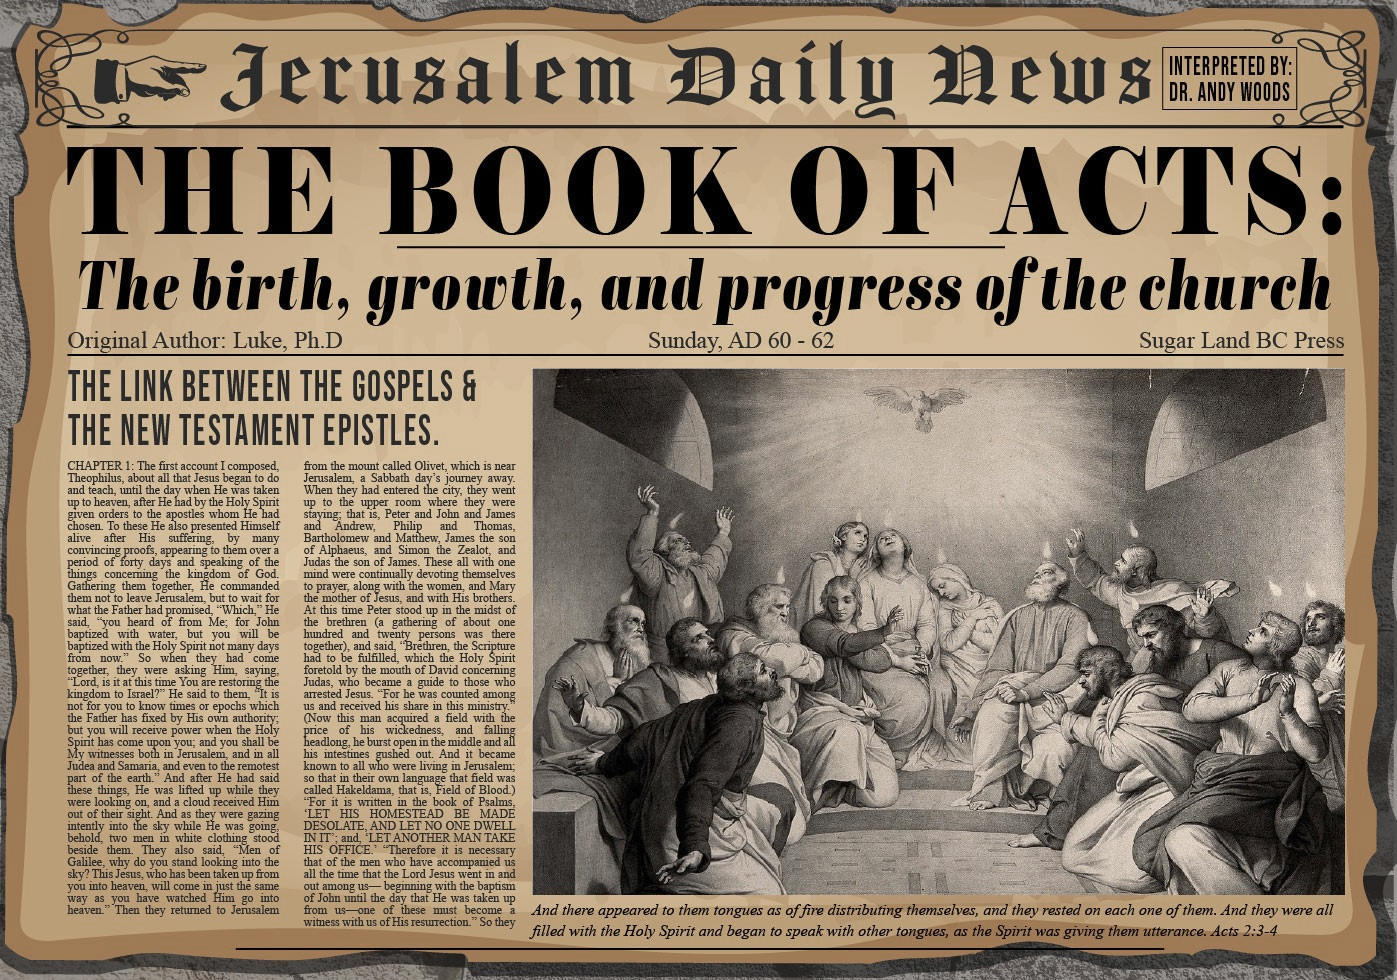 Jerusalem Daily News
INTERPRETED BY:
DR. ANDY WOODS
THE BOOK OF ACTS:
The birth, growth, and progress of the church
Original Author: Luke, Ph.D
Sunday, AD 60 - 62
Sugar Land BC Press
THE LINK BETWEEN THE GOSPELS &
THE NEW TESTAMENT EPISTLES.
CHAPTER 1: The first account I composed,
Theophilus, about all that Jesus began to do
and teach, until the day when He was taken
up to heaven, after He had by the Holy Spirit
given orders to the apostles whom He had
chosen. To these He also presented Himself
alive after His suffering, by many
convincing proofs, appearing to them over a
period of forty days and speaking of the
things concerning the kingdom of God.
Gathering them together, He commanded
them not to leave Jerusalem, but to wait for
what the Father had promised, “Which,” He
said, “you heard of from Me; for John
baptized with water, but you will be
baptized with the Holy Spirit not many days
from now.” So when they had come
together, they were asking Him, saying,
“Lord, is it at this time You are restoring the
kingdom to Israel?” He said to them, “It is
not for you to know times or epochs which
the Father has fixed by His own authority;
but you will receive power when the Holy
Spirit has come upon you; and you shall be
My witnesses both in Jerusalem, and in all
Judea and Samaria, and even to the remotest
part of the earth.” And after He had said
these things, He was lifted up while they
were looking on, and a cloud received Him
out of their sight. And as they were gazing
intently into the sky while He was going,
behold, two men in white clothing stood
beside them. They also said, “Men of
Galilee, why do you stand looking into the
sky? This Jesus, who has been taken up from
you into heaven, will come in just the same
way as you have watched Him go into
heaven.” Then they returned to Jerusalem
from the mount called Olivet, which is near
Jerusalem, a Sabbath day’s journey away.
When they had entered the city, they went
up to the upper room where they were
staying; that is, Peter and John and James
and Andrew, Philip and Thomas,
Bartholomew and Matthew, James the son
of Alphaeus, and Simon the Zealot, and
Judas the son of James. These all with one
mind were continually devoting themselves
to prayer, along with the women, and Mary
the mother of Jesus, and with His brothers.
At this time Peter stood up in the midst of
the brethren (a gathering of about one
hundred and twenty persons was there
together), and said, “Brethren, the Scripture
had to be fulfilled, which the Holy Spirit
foretold by the mouth of David concerning
Judas, who became a guide to those who
arrested Jesus. “For he was counted among
us and received his share in this ministry.”
(Now this man acquired a field with the
price of his wickedness, and falling
headlong, he burst open in the middle and all
his intestines gushed out. And it became
known to all who were living in Jerusalem;
so that in their own language that field was
called Hakeldama, that is, Field of Blood.)
“For it is written in the book of Psalms,
‘LET HIS HOMESTEAD BE MADE
DESOLATE, AND LET NO ONE DWELL
IN IT’; and, ‘LET ANOTHER MAN TAKE
HIS OFFICE.’ “Therefore it is necessary
that of the men who have accompanied us
all the time that the Lord Jesus went in and
out among us— beginning with the baptism
of John until the day that He was taken up
from us—one of these must become a
witness with us of His resurrection.” So they
And there appeared to them tongues as of fire distributing themselves, and they rested on each one of them. And they were all
filled with the Holy Spirit and began to speak with other tongues, as the Spirit was giving them utterance. Acts 2:3-4